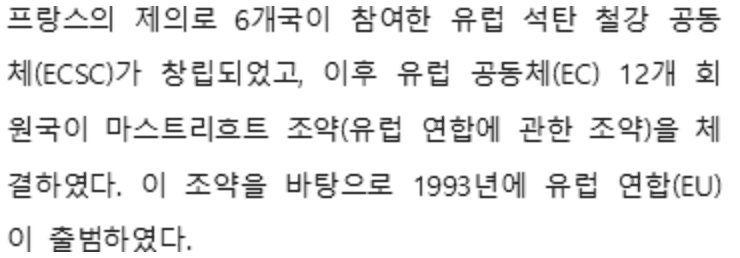 프랑스의 제의로 6개국이 참여한 유럽 석탄 철강 공동
체(ECSC)가 창립되었고, 이후 유럽 공동체(EC) 12개 회
원국이 마스트리흐트 조약(유럽 연합에 관한 조약)을 체
결하였다. 이 조약을 바탕으로 1993년에 유럽 연합(EU)
이 출범하였다.